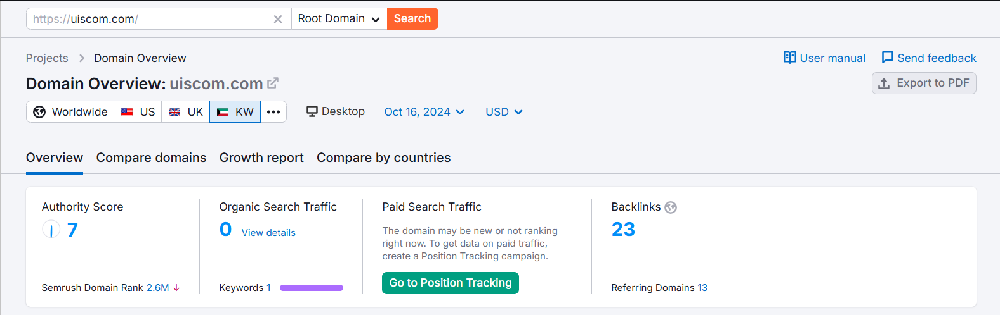 https://uiscom.com/ Root Domain Search
Projects Domain Overview User manual Send feedback
Domain Overview: uiscom.com Export to PDF
Worldwide US UK KW Desktop Oct 16, 2024 USD
Overview Compare domains Growth report Compare by countries
Authority Score
7
Semrush Domain Rank 2.6M
Organic Search Traffic
0 View details
Keywords 1
Paid Search Traffic
The domain may be new or not ranking
right now. To get data on paid traffic,
create a Position Tracking campaign.
Go to Position Tracking
Backlinks
23
Referring Domains 13